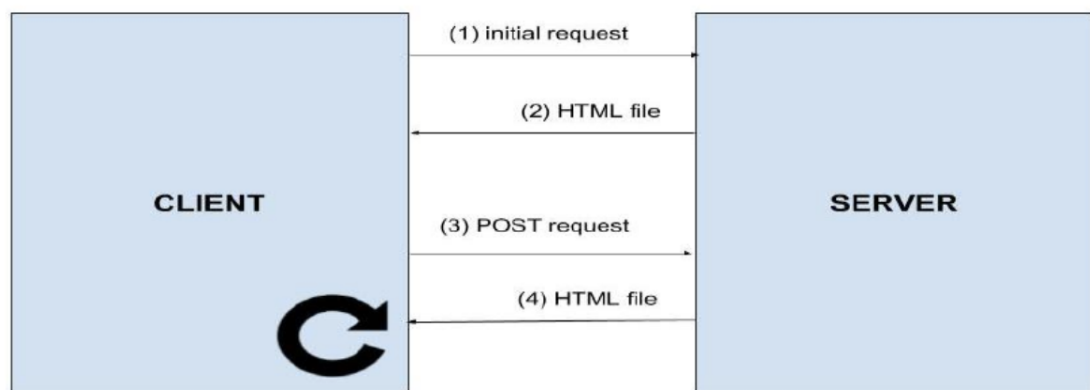 (1) initial request
(2) HTML file
CLIENT
SERVER
(3) POST request
(4) HTML file